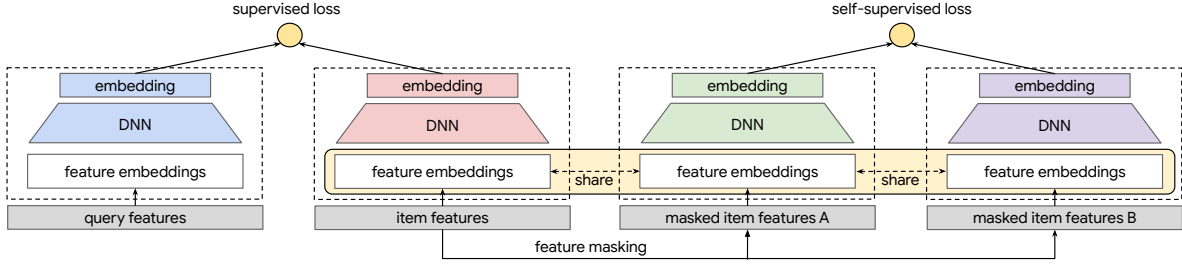 supervised loss
self-supervised loss
embedding
embedding
embedding
embedding
DNN
DNN
DNN
DNN
feature embeddings
feature embeddings
feature embeddings
feature embeddings
share
share
query features
item features
masked item features A
masked item features B
feature masking